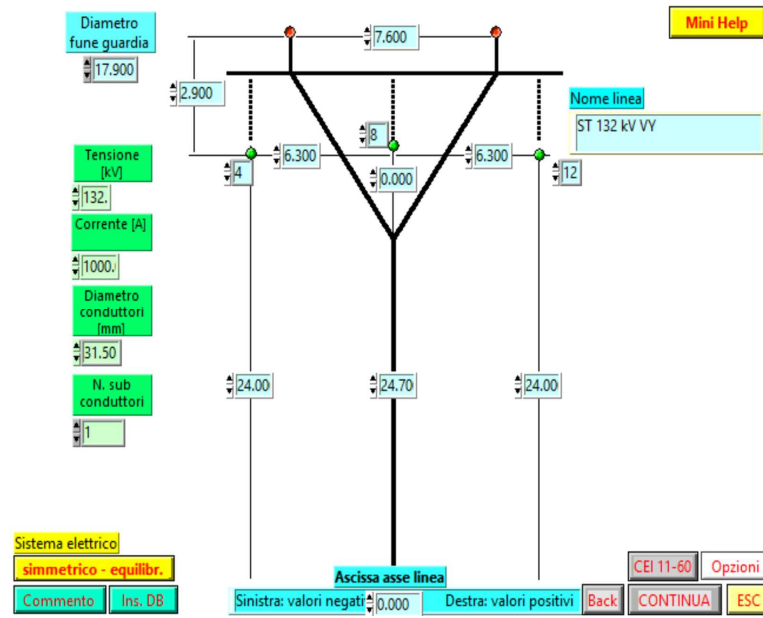 Diametro
fune guardia
17.900
7.600
Mini Help
2.900
Nome linea
ST 132 kV VY
8
6.300
6.300
4
0.000
12
Tensione
[kV]
132.
Corrente [A]
1000.
Diametro
conduttori
[mm]
31.50
N. sub
conduttori
1
24.00
24.70
24.00
Sistema elettrico
simmetrico - equilibr.
Commento
Ins. DB
Ascissa asse linea
Sinistra: valori negati
0.000
Destra: valori positivi
CEI 11-60
Opzioni
Back
CONTINUA
ESC